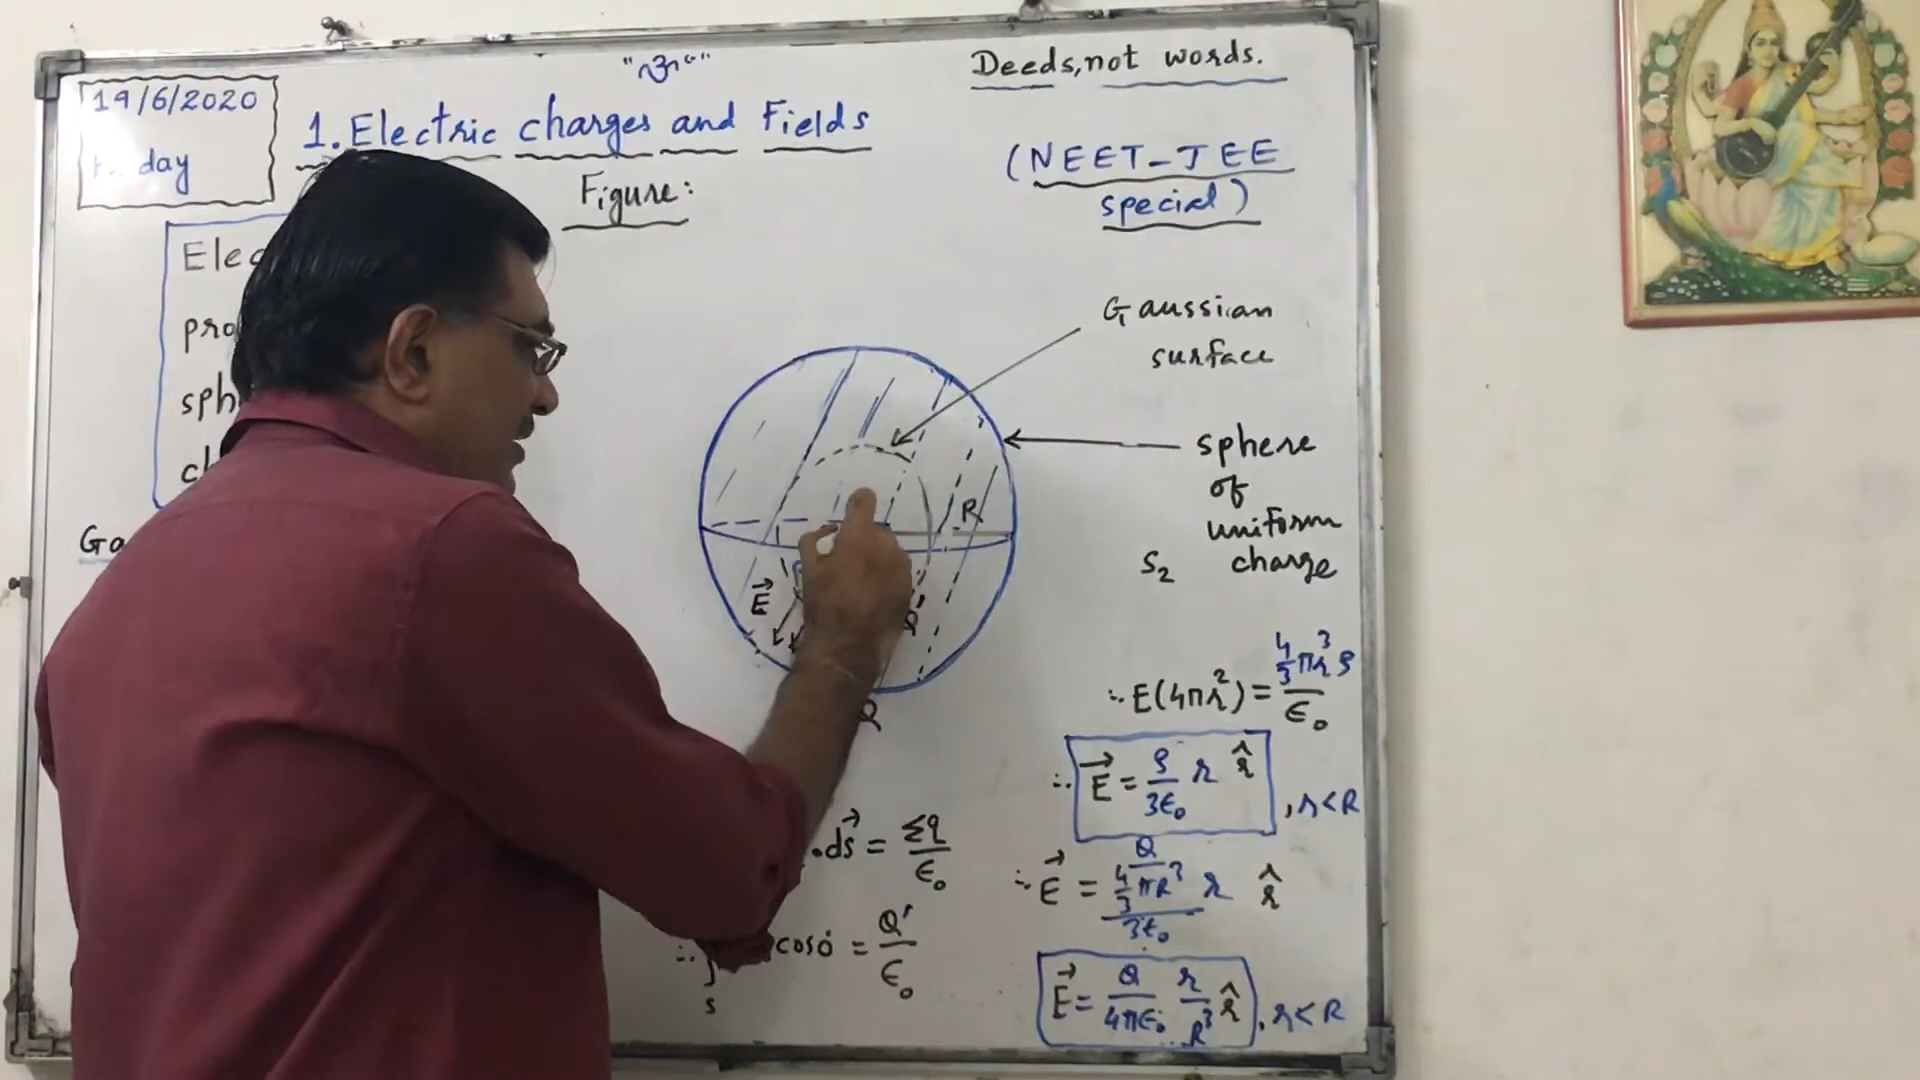 19/6/2020
day
Deeds, not words.
1. Electric charges and Fields
(NEET-JEE
special)
Figure:
Elec
pro
sph
ch
Ga
Gaussian
surface
sphere
of
uniform
charge
S₂
R
E⃗
Q
∴ E(4πr²) = 4/3 πr³ρ / ε₀
∴ E⃗ = ρ/3ε₀ r r̂ , r<R
∴ E⃗ = Q / 4/3 πR³ / 3ε₀ r r̂
E⃗ = Q/4πε₀ r/R³ r̂ , r<R
.ds⃗ = Σq/ε₀
∴ ∫ cos0 = Q'/ε₀
s